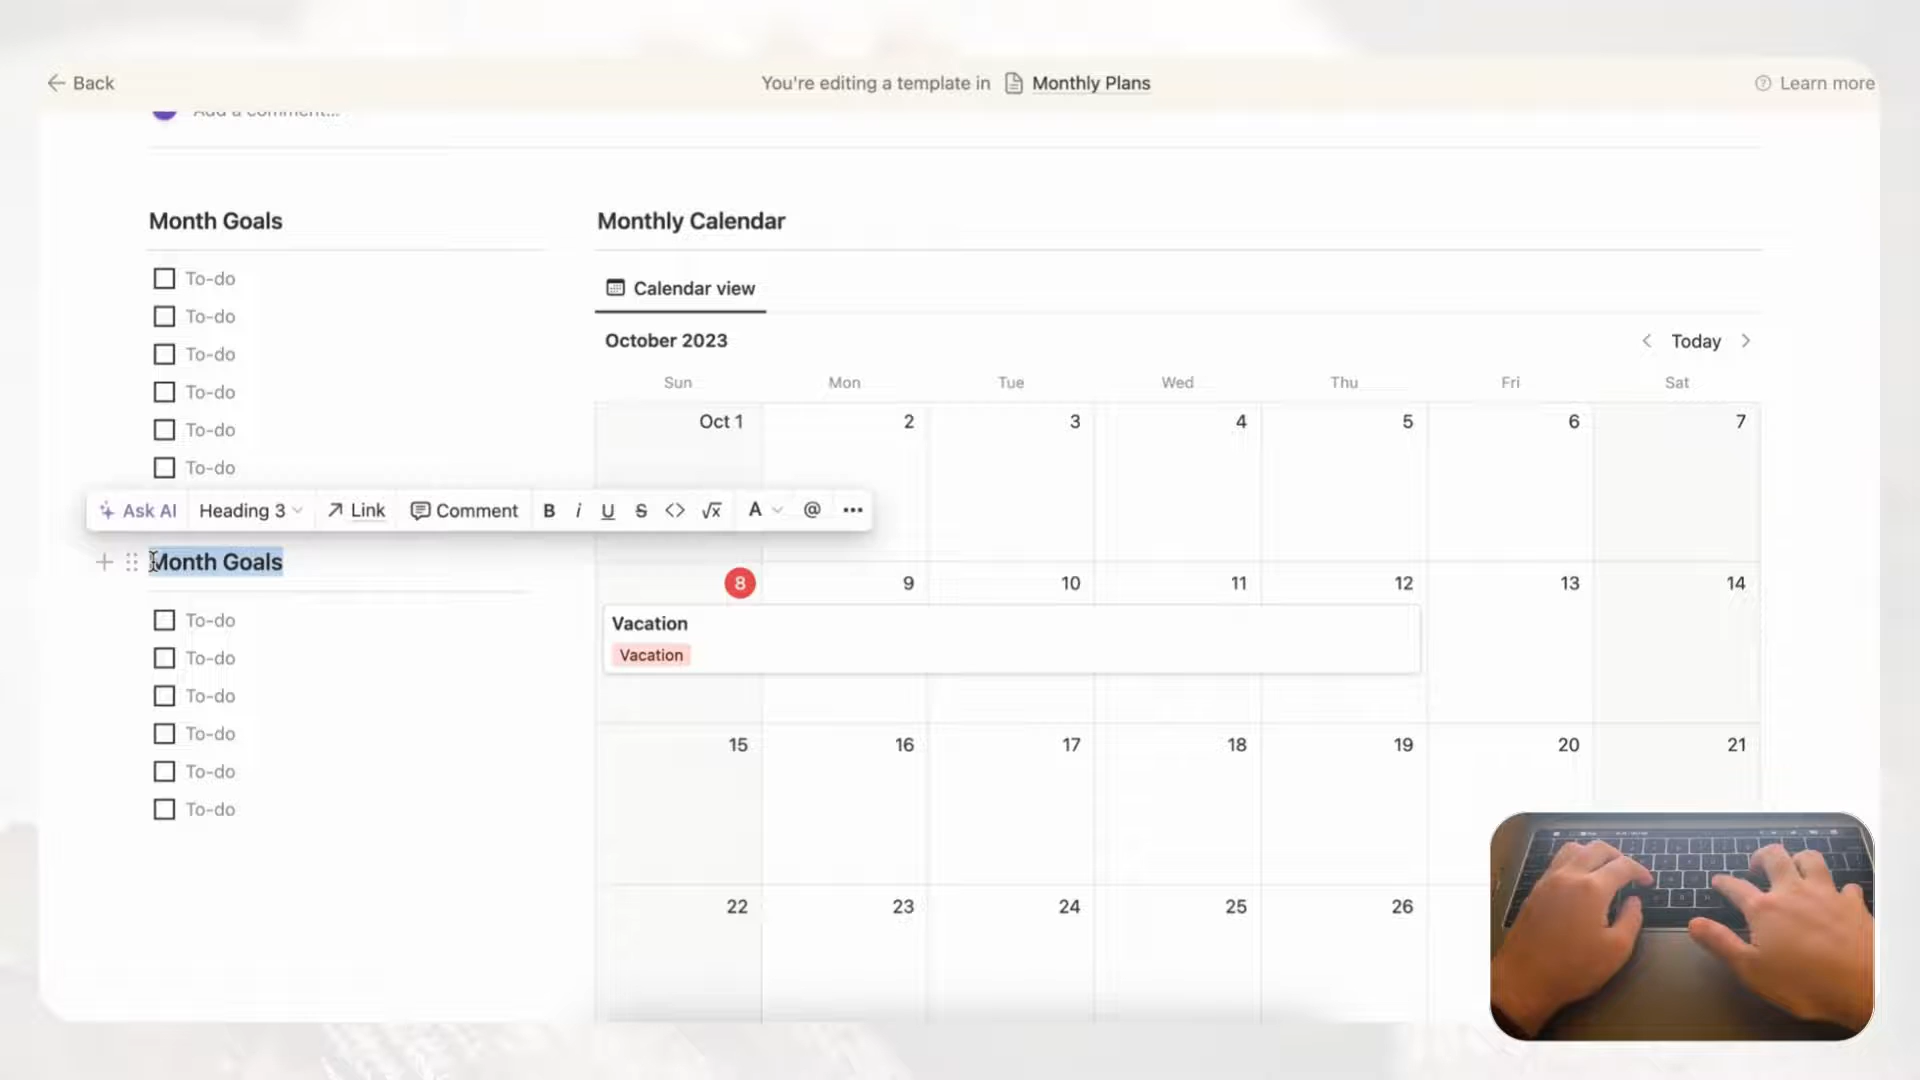 Back
You're editing a template in Monthly Plans
Learn more
Add a comment...
Month Goals
To-do
To-do
To-do
To-do
To-do
To-do
Ask AI Heading 3 Link Comment B i U S <> √x A @ •••
Month Goals
To-do
To-do
To-do
To-do
To-do
To-do
Monthly Calendar
Calendar view
October 2023
Today
Sun Mon Tue Wed Thu Fri Sat
Oct 1 2 3 4 5 6 7
8 9 10 11 12 13 14
Vacation
Vacation
15 16 17 18 19 20 21
22 23 24 25 26